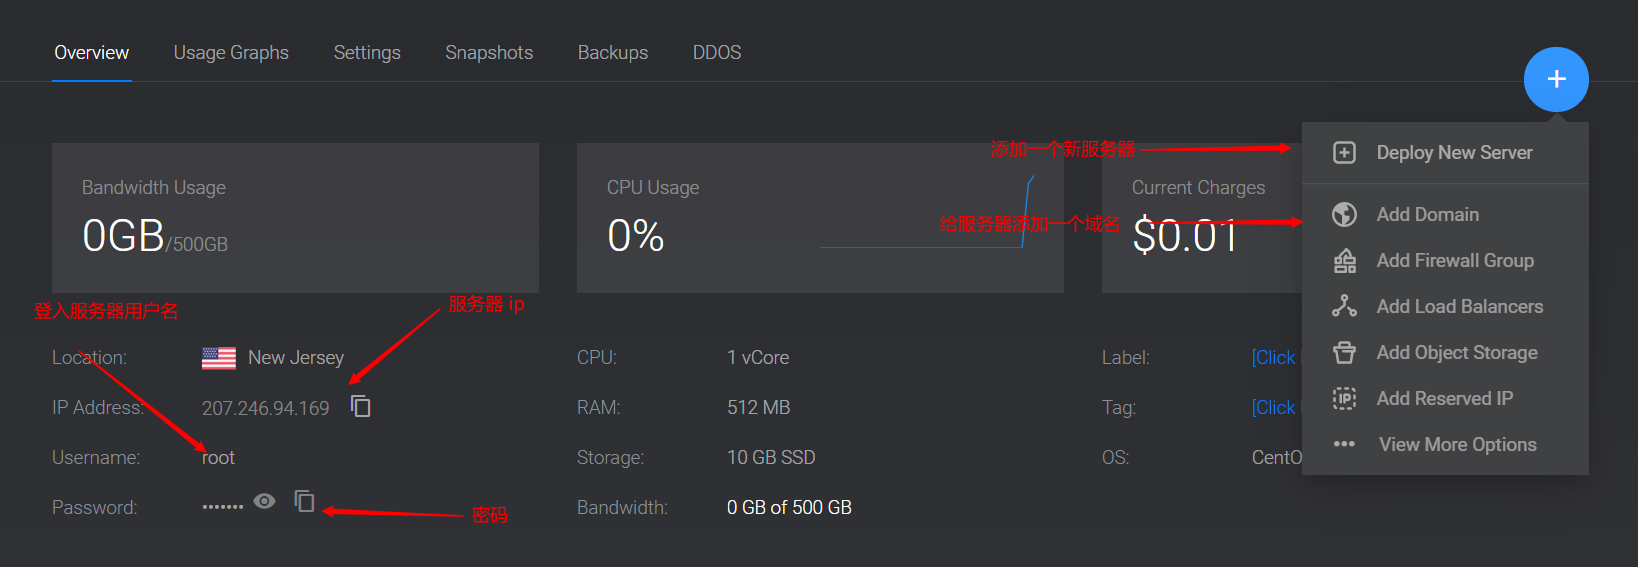 Overview
Usage Graphs
Settings
Snapshots
Backups
DDOS
+
添加一个新服务器
Deploy New Server
Bandwidth Usage
0GB/500GB
CPU Usage
0%
Current Charges
$0.01
给服务器添加一个域名
Add Domain
Add Firewall Group
Add Load Balancers
Add Object Storage
Add Reserved IP
View More Options
登入服务器用户名
服务器 ip
Location:
New Jersey
IP Address:
207.246.94.169
Username:
root
Password:
•••••••
密码
CPU:
1 vCore
RAM:
512 MB
Storage:
10 GB SSD
Bandwidth:
0 GB of 500 GB
Label:
[Click
Tag:
[Click
OS:
CentO
IP